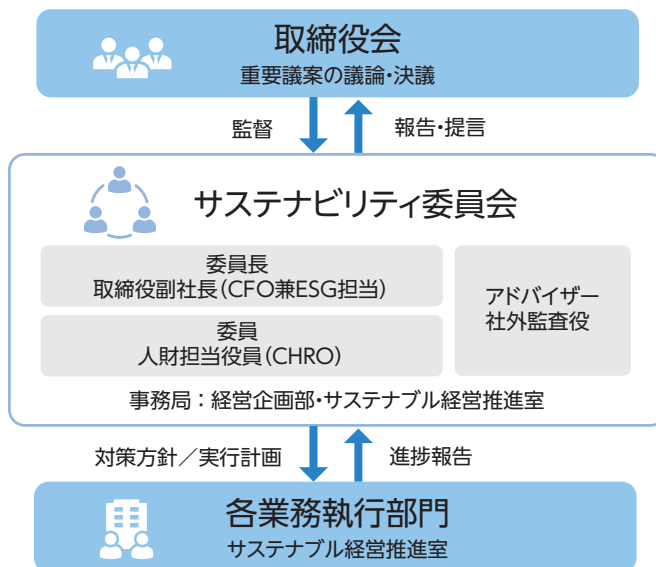 取締役会
重要議案の議論・決議
監督
報告・提言
サステナビリティ委員会
委員長
取締役副社長(CFO兼ESG担当)
委員
人財担当役員(CHRO)
アドバイザー
社外監査役
事務局：経営企画部・サステナブル経営推進室
対策方針／実行計画
進捗報告
各業務執行部門
サステナブル経営推進室